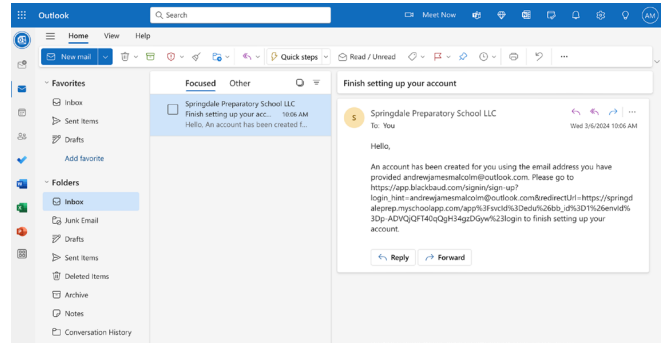 Outlook
Search
Meet Now
AM
Home View Help
New mail
Quick steps
Read / Unread
Favorites
Inbox
Sent Items
Drafts
Add favorite
Folders
Inbox
Junk Email
Drafts
Sent Items
Deleted Items
Archive
Notes
Conversation History
Focused Other
Springdale Preparatory School LLC
Finish setting up your acc... 10:06 AM
Hello, An account has been created f...
Finish setting up your account
S
Springdale Preparatory School LLC
To: You
Wed 3/6/2024 10:06 AM
Hello,
An account has been created for you using the email address you have
provided andrewjamesmalcolm@outlook.com. Please go to
https://app.blackbaud.com/signin/sign-up?
login_hint=andrewjamesmalcolm@outlook.com&redirectUrl=https://springd
aleprep.myschoolapp.com/app%3FsvcId%3Dedu%26bb_id%3D1%26envId%
3Dp-ADVQjQFT40qQgH34gzDGyw%23login to finish setting up your
account.
Reply Forward